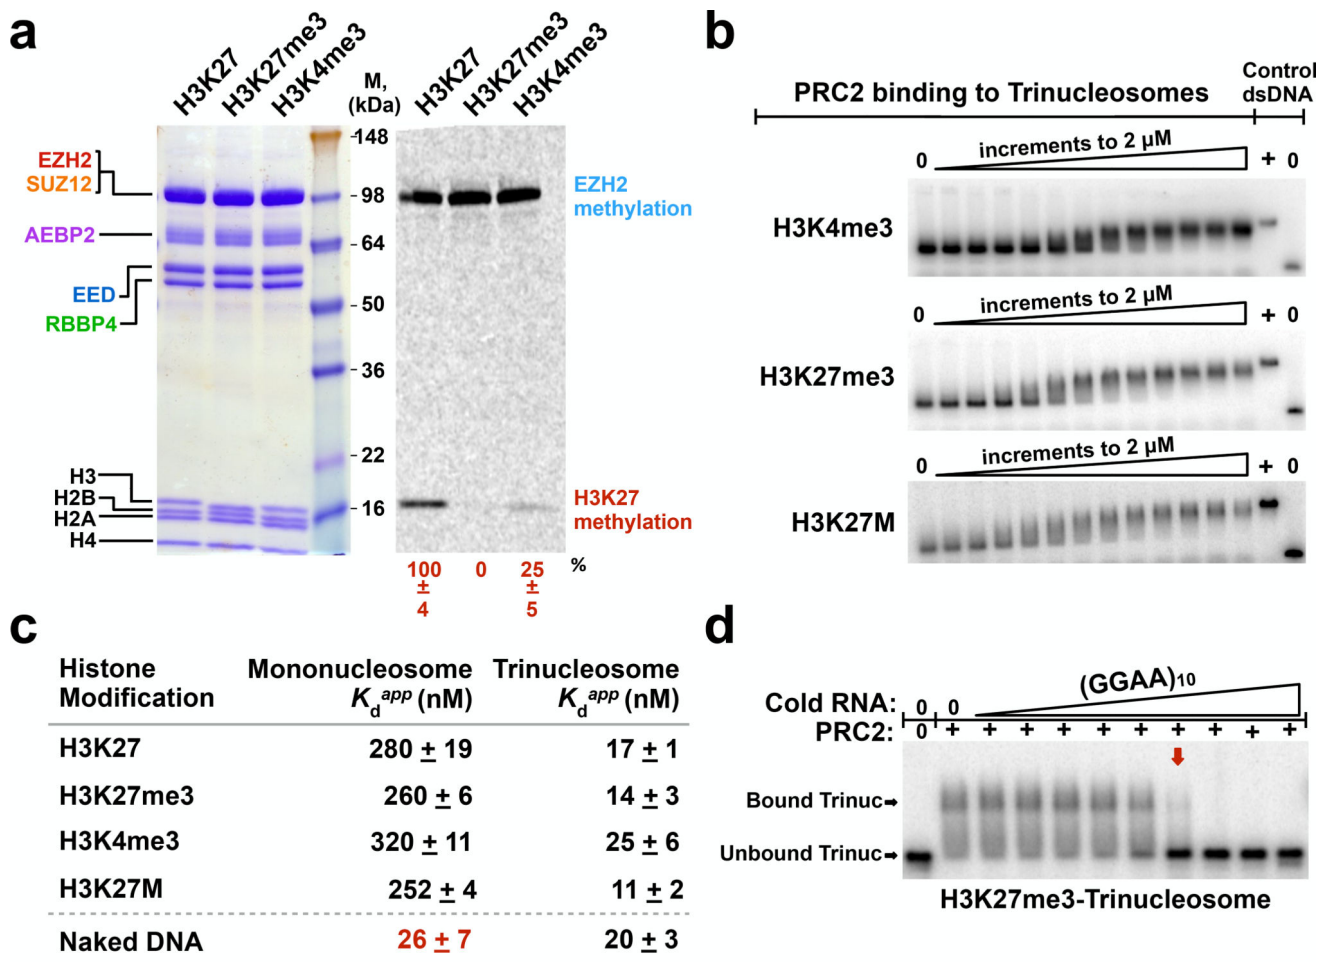 a
H3K27
H3K27me3
H3K4me3
M,
(kDa)
H3K27
H3K27me3
H3K4me3
EZH2
SUZ12
AEBP2
EED
RBBP4
H3
H2B
H2A
H4
148
98
64
50
36
22
16
EZH2
methylation
H3K27
methylation
100
±
4
0
25
±
5
%
b
PRC2 binding to Trinucleosomes
Control
dsDNA
0 increments to 2 µM + 0
H3K4me3
0 increments to 2 µM + 0
H3K27me3
0 increments to 2 µM + 0
H3K27M
c
Histone
Modification
Mononucleosome
Kd app (nM)
Trinucleosome
Kd app (nM)
H3K27 280 ± 19 17 ± 1
H3K27me3 260 ± 6 14 ± 3
H3K4me3 320 ± 11 25 ± 6
H3K27M 252 ± 4 11 ± 2
Naked DNA 26 ± 7 20 ± 3
d
(GGAA)10
Cold RNA: 0 0
PRC2: 0 + + + + + + + + + +
Bound Trinuc
Unbound Trinuc
H3K27me3-Trinucleosome